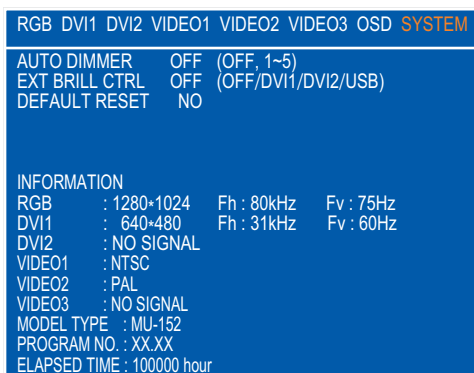 RGB DVI1 DVI2 VIDEO1 VIDEO2 VIDEO3 OSD SYSTEM
AUTO DIMMER OFF (OFF, 1~5)
EXT BRILL CTRL OFF (OFF/DVI1/DVI2/USB)
DEFAULT RESET NO
INFORMATION
RGB : 1280*1024 Fh : 80kHz Fv : 75Hz
DVI1 : 640*480 Fh : 31kHz Fv : 60Hz
DVI2 : NO SIGNAL
VIDEO1 : NTSC
VIDEO2 : PAL
VIDEO3 : NO SIGNAL
MODEL TYPE : MU-152
PROGRAM NO. : XX.XX
ELAPSED TIME : 100000 hour